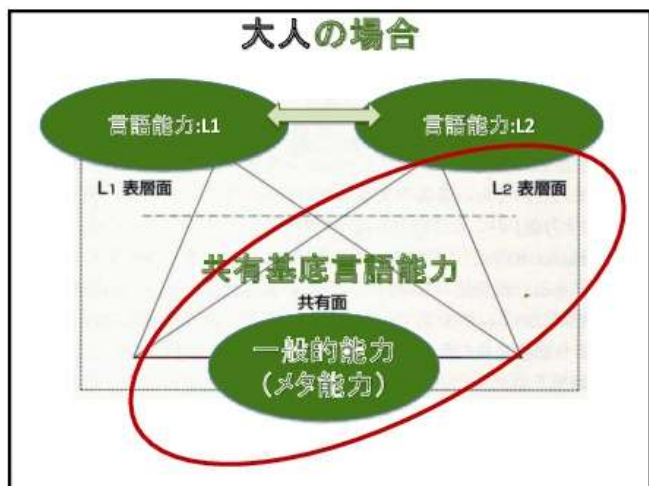 大人の場合
言語能力:L1
言語能力:L2
L1 表層面
L2 表層面
共有基底言語能力
共有面
一般的能力
(メタ能力)